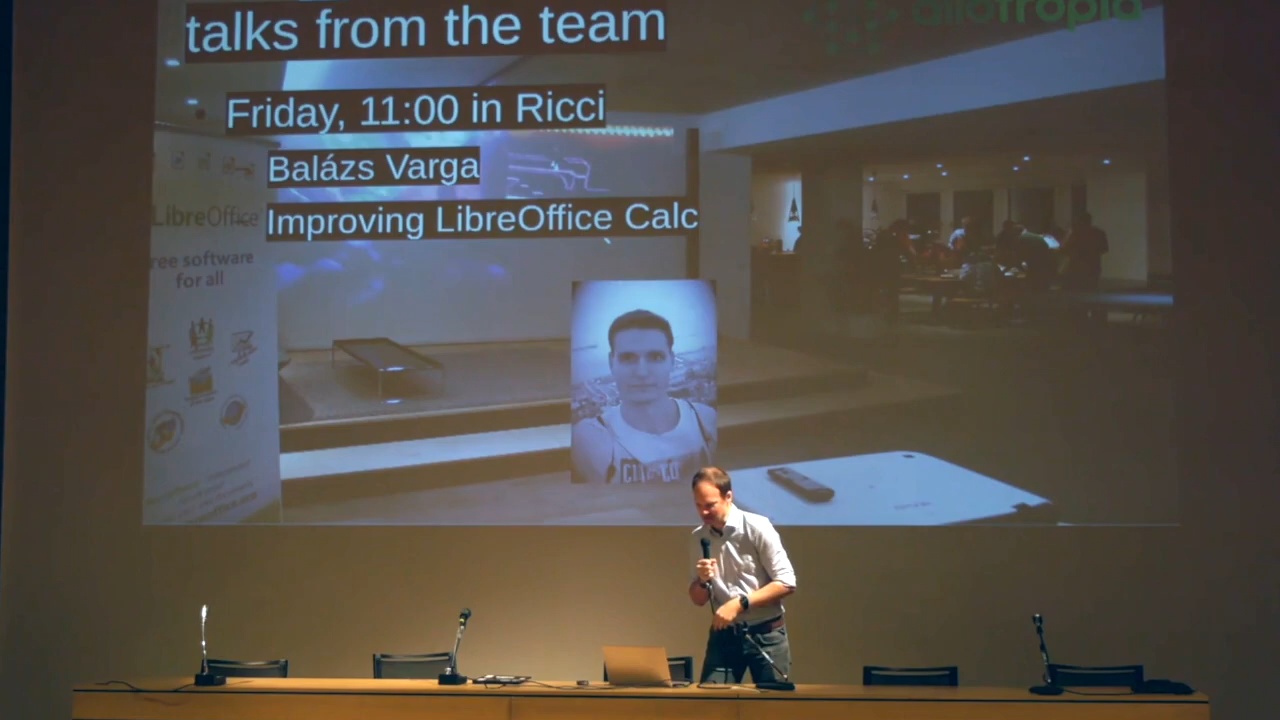 talks from the team
allotropia
Friday, 11:00 in Ricci
Balázs Varga
Improving LibreOffice Calc
LibreOffice
ree software
for all